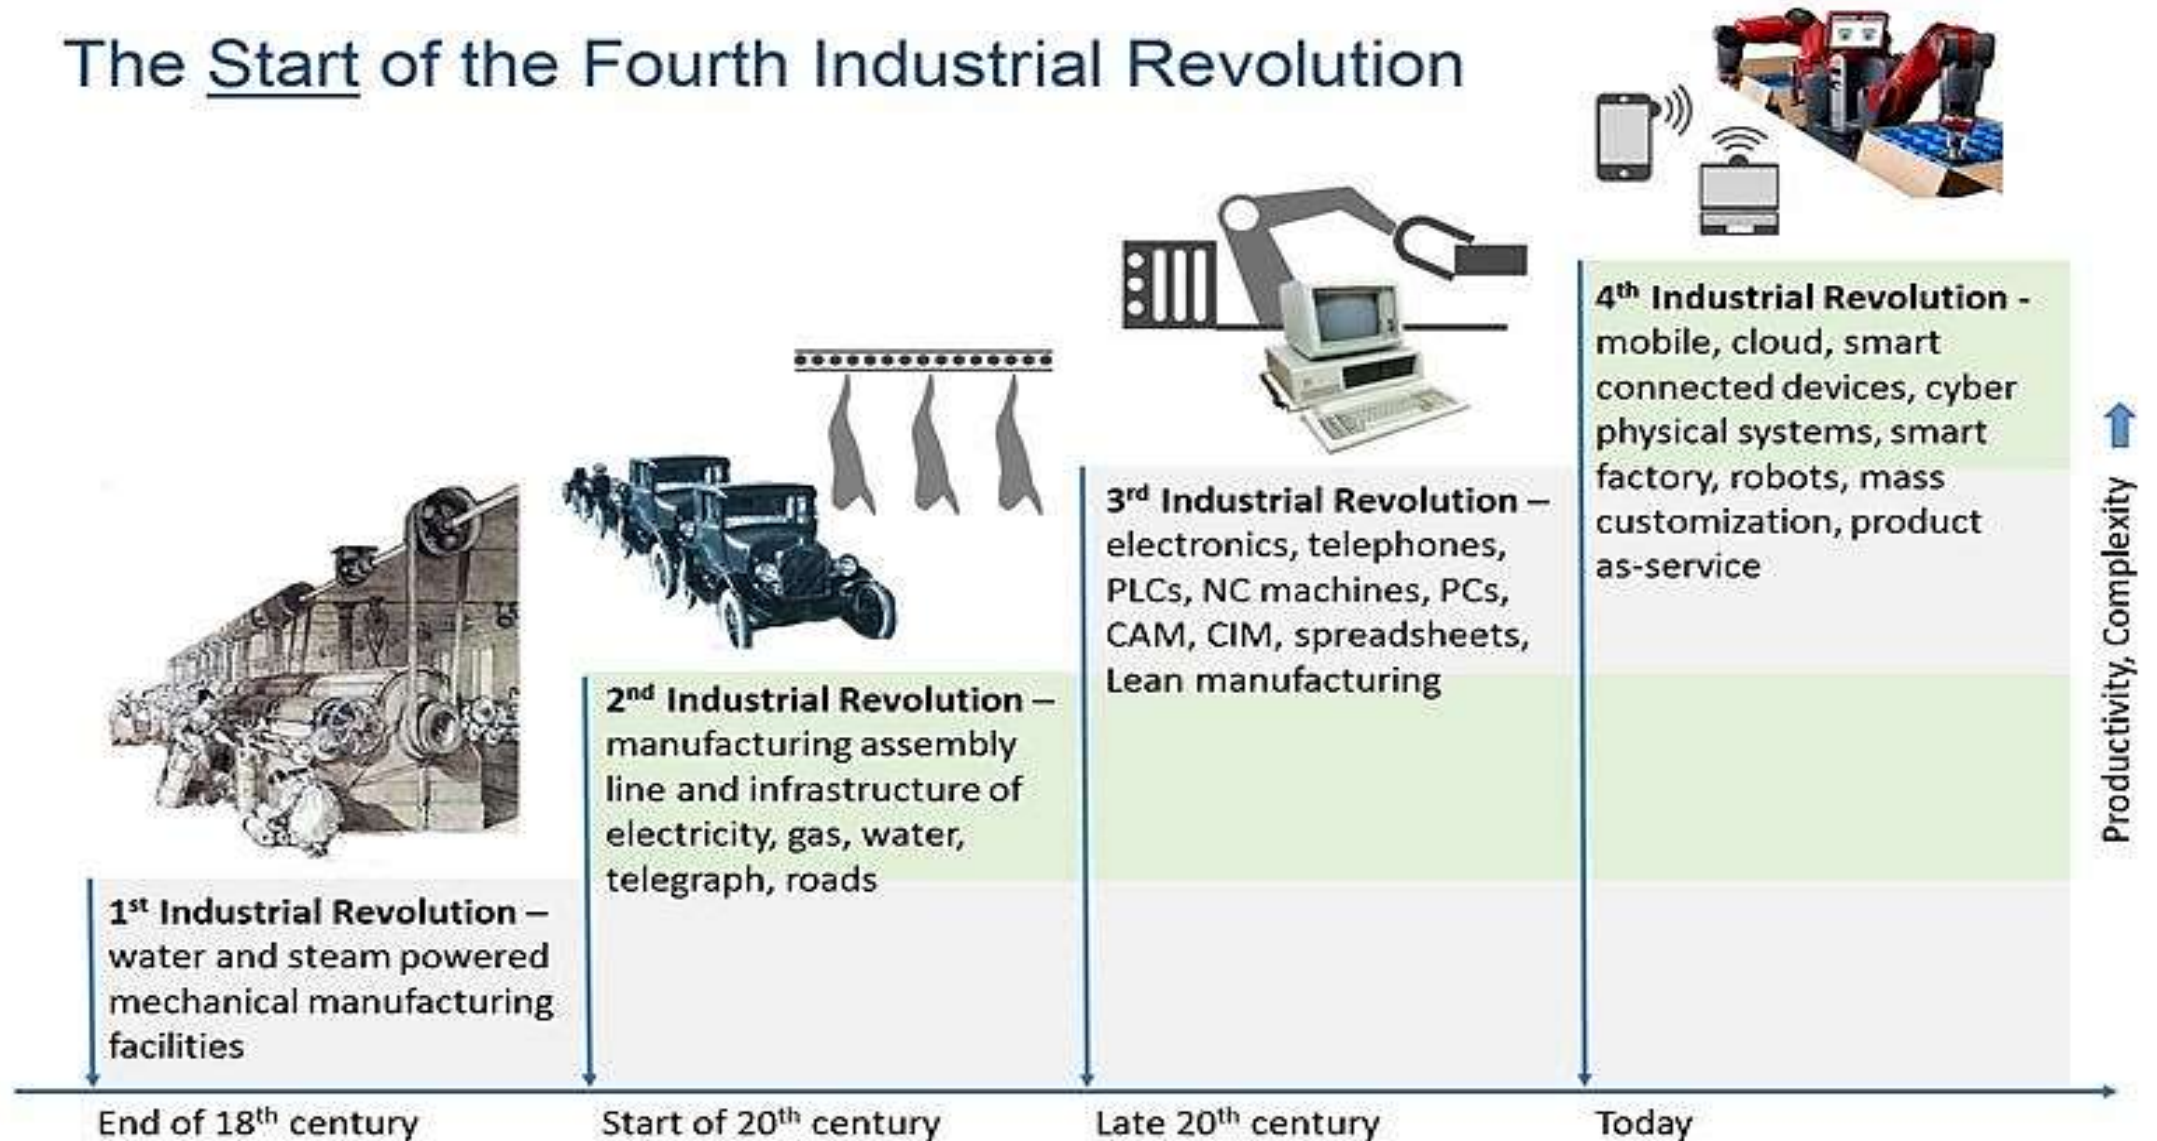 The Start of the Fourth Industrial Revolution
4th Industrial Revolution -
mobile, cloud, smart
connected devices, cyber
physical systems, smart
factory, robots, mass
customization, product
as-service
3rd Industrial Revolution –
electronics, telephones,
PLCs, NC machines, PCs,
CAM, CIM, spreadsheets,
Lean manufacturing
2nd Industrial Revolution –
manufacturing assembly
line and infrastructure of
electricity, gas, water,
telegraph, roads
1st Industrial Revolution –
water and steam powered
mechanical manufacturing
facilities
Productivity, Complexity
End of 18th century
Start of 20th century
Late 20th century
Today